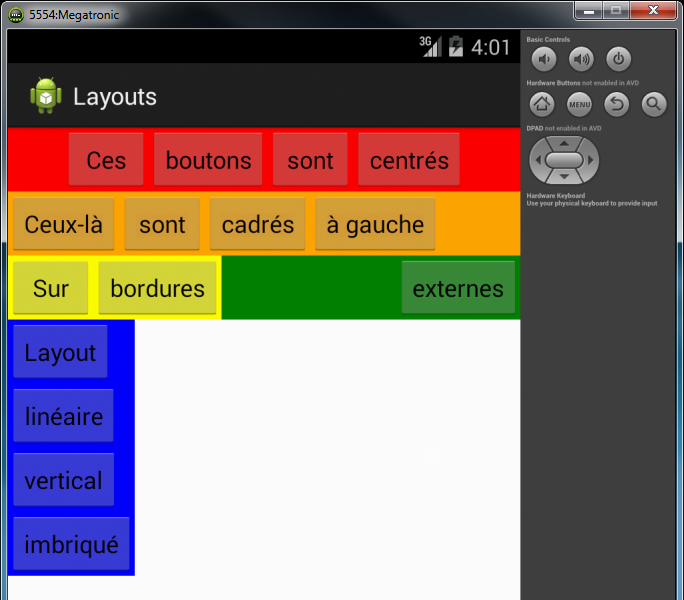 5554:Megatronic
3G 4:01
Layouts
Ces boutons sont centrés
Ceux-là sont cadrés à gauche
Sur bordures externes
Layout
linéaire
vertical
imbriqué
Basic Controls
Hardware Buttons not enabled in AVD
MENU
DPAD not enabled in AVD
Hardware Keyboard
Use your physical keyboard to provide input